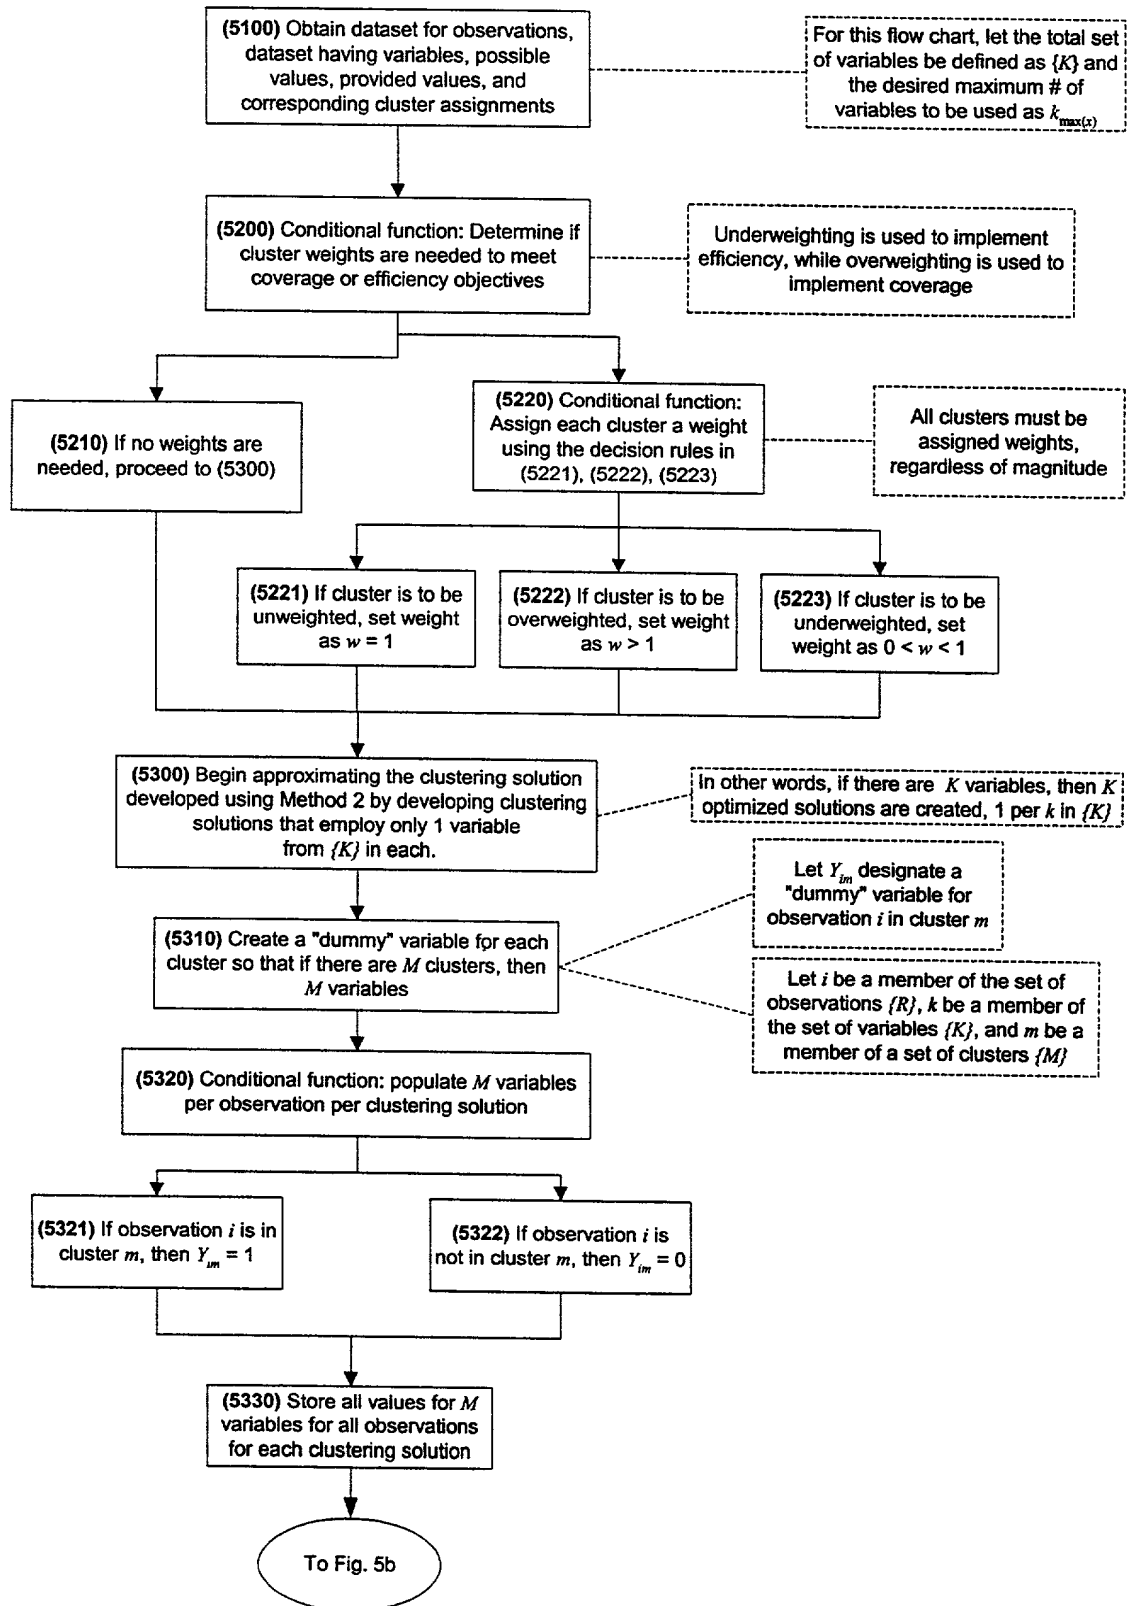 (5100) Obtain dataset for observations,
dataset having variables, possible
values, provided values, and
corresponding cluster assignments
For this flow chart, let the total set
of variables be defined as {K} and
the desired maximum # of
variables to be used as k max(x)
(5200) Conditional function: Determine if
cluster weights are needed to meet
coverage or efficiency objectives
Underweighting is used to implement
efficiency, while overweighting is used to
implement coverage
(5210) If no weights are
needed, proceed to (5300)
(5220) Conditional function:
Assign each cluster a weight
using the decision rules in
(5221), (5222), (5223)
All clusters must be
assigned weights,
regardless of magnitude
(5221) If cluster is to be
unweighted, set weight
as w = 1
(5222) If cluster is to be
overweighted, set weight
as w > 1
(5223) If cluster is to be
underweighted, set
weight as 0 < w < 1
(5300) Begin approximating the clustering solution
developed using Method 2 by developing clustering
solutions that employ only 1 variable
from {K} in each.
In other words, if there are K variables, then K
optimized solutions are created, 1 per k in {K}
Let Y im designate a
"dummy" variable for
observation i in cluster m
(5310) Create a "dummy" variable for each
cluster so that if there are M clusters, then
M variables
Let i be a member of the set of
observations {R}, k be a member of
the set of variables {K}, and m be a
member of a set of clusters {M}
(5320) Conditional function: populate M variables
per observation per clustering solution
(5321) If observation i is in
cluster m, then Y im = 1
(5322) If observation i is
not in cluster m, then Y im = 0
(5330) Store all values for M
variables for all observations
for each clustering solution
To Fig. 5b